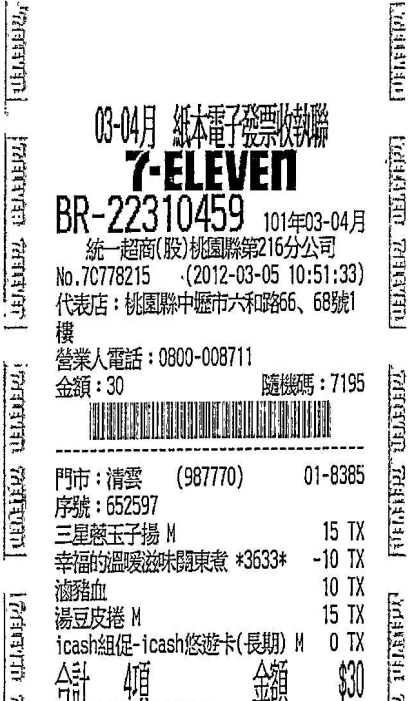 03-04月 紙本電子發票收執聯
7-ELEVEn
BR-22310459 101年03-04月
統一超商(股)桃園縣第216分公司
No.7C778215 (2012-03-05 10:51:33)
代表店：桃園縣中壢市六和路66、68號1
樓
營業人電話：0800-008711
金額：30 隨機碼：7195
門市：清雲 (987770) 01-8385
序號：652597
三星蔥玉子揚 M 15 TX
幸福的溫暖滋味關東煮 *3633* -10 TX
滷豬血 10 TX
湯豆皮捲 M 15 TX
icash組促-icash悠遊卡(長期) M 0 TX
合計 4項 金額 $30